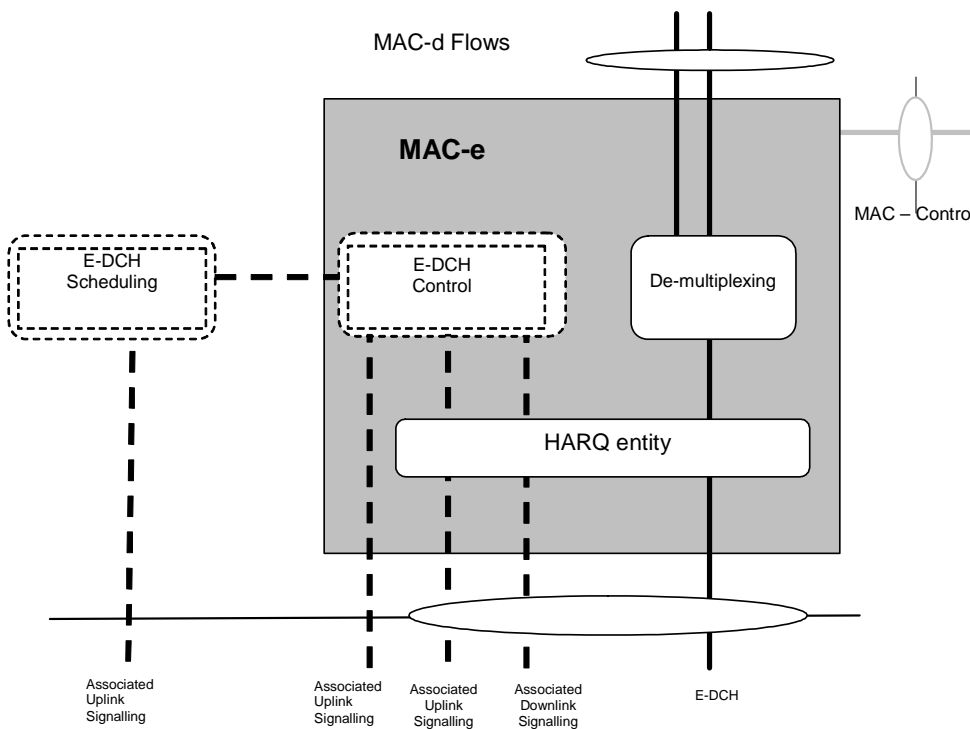 MAC-d Flows
MAC-e
MAC – Control
E-DCH
Scheduling
E-DCH
Control
De-multiplexing
HARQ entity
Associated
Uplink
Signalling
Associated
Uplink
Signalling
Associated
Uplink
Signalling
Associated
Downlink
Signalling
E-DCH